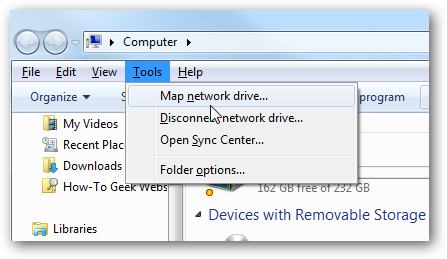 Computer
File Edit View Tools Help
Organize
program
Map network drive...
Disconnect network drive...
Open Sync Center...
Folder options...
My Videos
Recent Place
Downloads
How-To Geek Webs
Libraries
162 GB free of 232 GB
Devices with Removable Storage